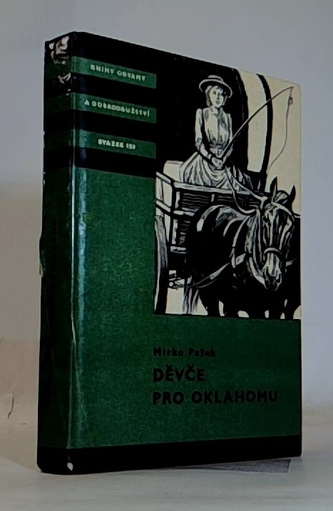 KNIHY ODVAHY
A DOBRODRUŽSTVÍ
SVAZEK 150
Mirko Pašek
DĚVČE
PRO OKLAHOMU